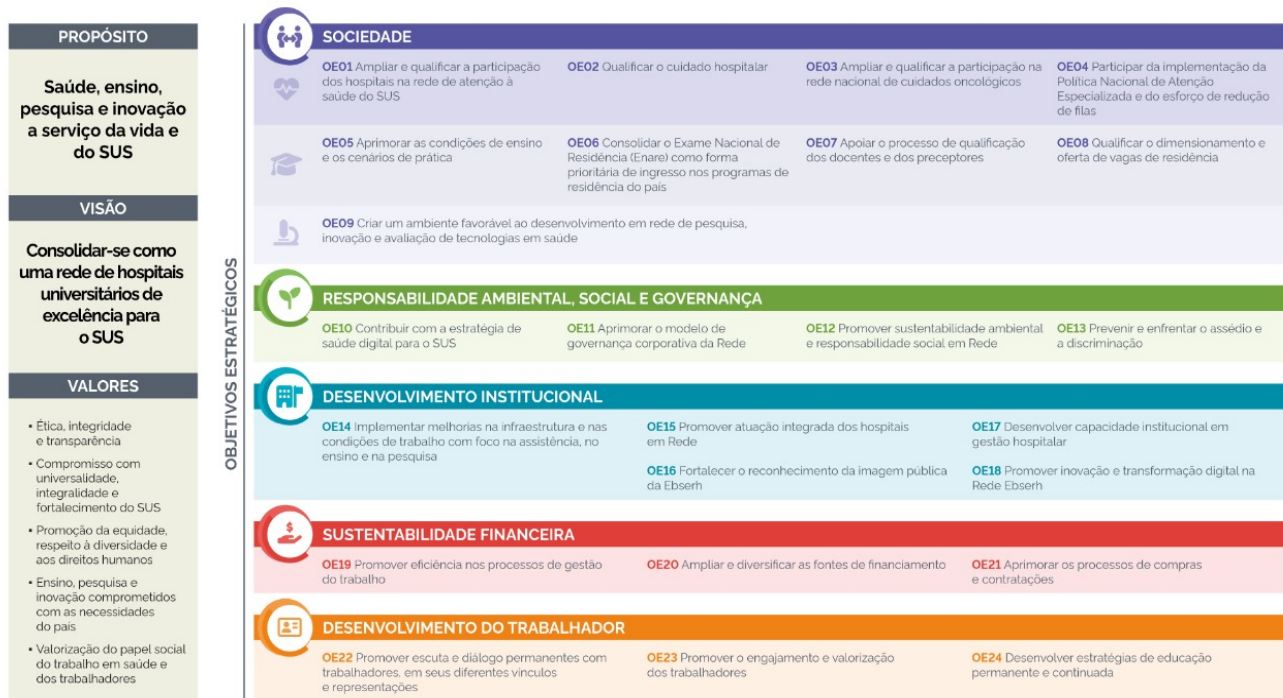 PROPÓSITO
Saúde, ensino,
pesquisa e inovação
a serviço da vida e
do SUS
VISÃO
Consolidar-se como
uma rede de hospitais
universitários de
excelência para
o SUS
VALORES
• Ética, integridade
e transparência
• Compromisso com
universalidade,
integralidade e
fortalecimento do SUS
• Promoção da equidade,
respeito à diversidade e
aos direitos humanos
• Ensino, pesquisa e
inovação comprometidos
com as necessidades
do país
• Valorização do papel social
do trabalho em saúde e
dos trabalhadores
OBJETIVOS ESTRATÉGICOS
SOCIEDADE
OE01 Ampliar e qualificar a participação
dos hospitais na rede de atenção à
saúde do SUS
OE02 Qualificar o cuidado hospitalar
OE03 Ampliar e qualificar a participação na
rede nacional de cuidados oncológicos
OE04 Participar da implementação da
Política Nacional de Atenção
Especializada e do esforço de redução
de filas
OE05 Aprimorar as condições de ensino
e os cenários de prática
OE06 Consolidar o Exame Nacional de
Residência (Enare) como forma
prioritária de ingresso nos programas de
residência do país
OE07 Apoiar o processo de qualificação
dos docentes e dos preceptores
OE08 Qualificar o dimensionamento e
oferta de vagas de residência
OE09 Criar um ambiente favorável ao desenvolvimento em rede de pesquisa,
inovação e avaliação de tecnologias em saúde
RESPONSABILIDADE AMBIENTAL, SOCIAL E GOVERNANÇA
OE10 Contribuir com a estratégia de
saúde digital para o SUS
OE11 Aprimorar o modelo de
governança corporativa da Rede
OE12 Promover sustentabilidade ambiental
e responsabilidade social em Rede
OE13 Prevenir e enfrentar o assédio e
a discriminação
DESENVOLVIMENTO INSTITUCIONAL
OE14 Implementar melhorias na infraestrutura e nas
condições de trabalho com foco na assistência, no
ensino e na pesquisa
OE15 Promover atuação integrada dos hospitais
em Rede
OE16 Fortalecer o reconhecimento da imagem pública
da Ebserh
OE17 Desenvolver capacidade institucional em
gestão hospitalar
OE18 Promover inovação e transformação digital na
Rede Ebserh
SUSTENTABILIDADE FINANCEIRA
OE19 Promover eficiência nos processos de gestão
do trabalho
OE20 Ampliar e diversificar as fontes de financiamento
OE21 Aprimorar os processos de compras
e contratações
DESENVOLVIMENTO DO TRABALHADOR
OE22 Promover escuta e diálogo permanentes com
trabalhadores, em seus diferentes vínculos
e representações
OE23 Promover o engajamento e valorização
dos trabalhadores
OE24 Desenvolver estratégias de educação
permanente e continuada